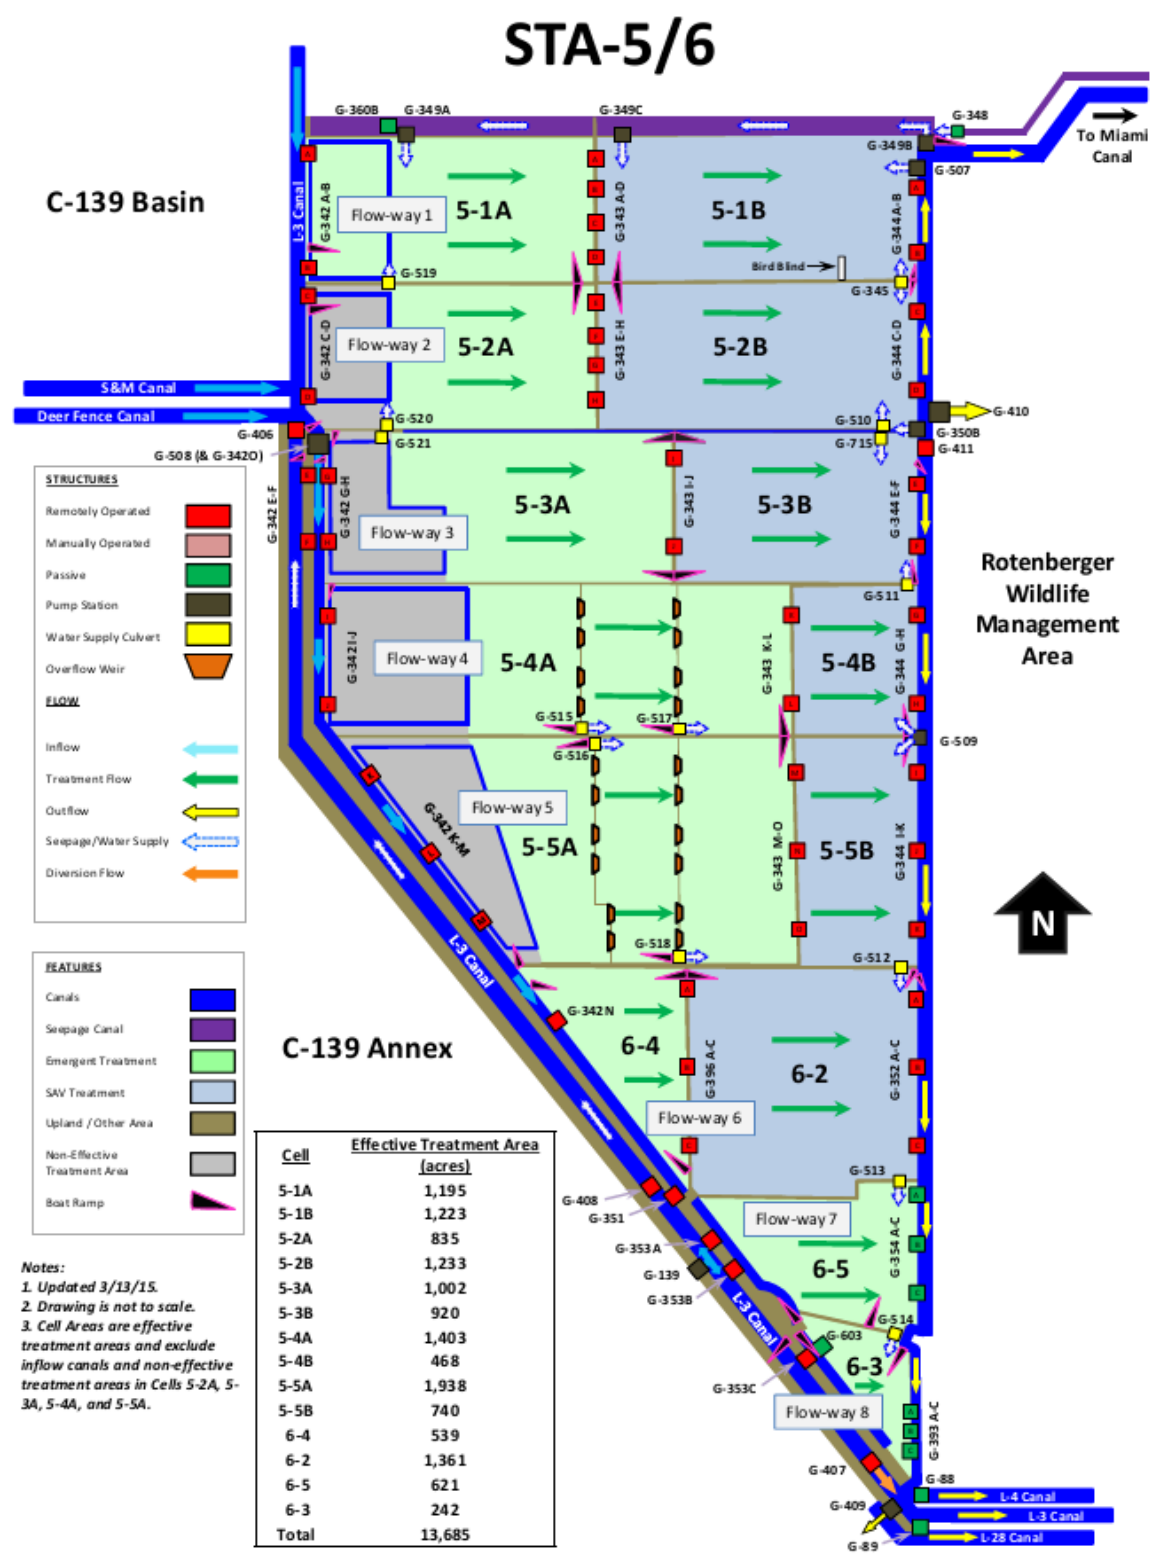 STA-5/6
G-360B
G-349A
G-349C
G-348
To Miami
Canal
G-349B
G-507
C-139 Basin
L-3 Canal
G-342 A-B
Flow-way 1
5-1A
G-343 A-D
5-1B
G-344 A-B
Bird Blind
G-519
G-345
G-342 C-D
Flow-way 2
5-2A
G-343 E-H
5-2B
G-344 C-D
S&M Canal
Deer Fence Canal
G-410
G-520
G-510
G-406
G-521
G-715
G-350B
G-411
G-508 (& G-342O)
STRUCTURES
Remotely Operated
Manually Operated
Passive
Pump Station
Water Supply Culvert
Overflow Weir
FLOW
Inflow
Treatment Flow
Outflow
Seepage/Water Supply
Diversion Flow
G-342 E-F
G-342 G-H
Flow-way 3
5-3A
G-343 I-J
5-3B
G-344 E-F
Rotenberger
Wildlife
Management
Area
G-511
G-342 I-J
Flow-way 4
5-4A
G-343 K-L
5-4B
G-344 G-H
G-515
G-517
G-516
G-509
Flow-way 5
G-342 K-M
5-5A
G-343 M-O
5-5B
G-344 I-K
N
G-518
G-512
L-3 Canal
FEATURES
Canals
Seepage Canal
Emergent Treatment
SAV Treatment
Upland / Other Area
Non-Effective
Treatment Area
Boat Ramp
G-342N
C-139 Annex
6-4
G-396 A-C
6-2
G-352 A-C
Flow-way 6
G-513
G-408
G-351
Flow-way 7
G-353A
G-354 A-C
G-139
6-5
G-353B
L-3 Canal
G-514
G-603
6-3
G-353C
Flow-way 8
G-393 A-C
G-407
G-88
L-4 Canal
G-409
L-3 Canal
G-89
L-28 Canal
Cell Effective Treatment Area
(acres)
5-1A 1,195
5-1B 1,223
5-2A 835
5-2B 1,233
5-3A 1,002
5-3B 920
5-4A 1,403
5-4B 468
5-5A 1,938
5-5B 740
6-4 539
6-2 1,361
6-5 621
6-3 242
Total 13,685
Notes:
1. Updated 3/13/15.
2. Drawing is not to scale.
3. Cell Areas are effective
treatment areas and exclude
inflow canals and non-effective
treatment areas in Cells 5-2A, 5-
3A, 5-4A, and 5-5A.